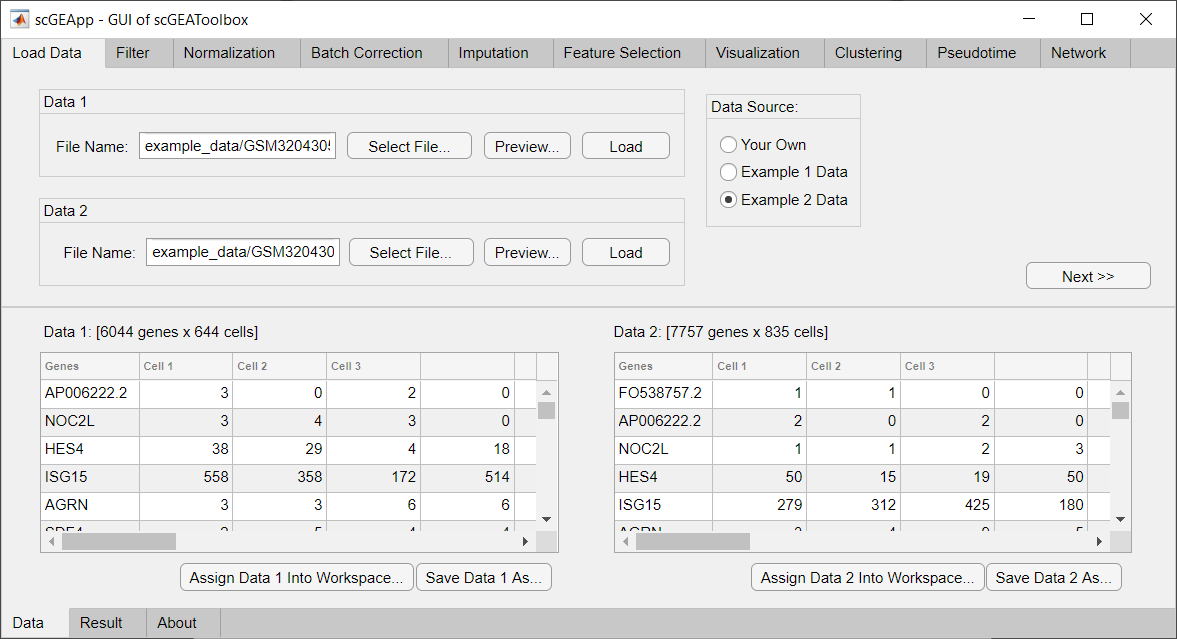 scGEApp - GUI of scGEAToolbox
Load Data Filter Normalization Batch Correction Imputation Feature Selection Visualization Clustering Pseudotime Network
Data 1
File Name: example_data/GSM3204305 Select File... Preview... Load
Data 2
File Name: example_data/GSM320430 Select File... Preview... Load
Data Source:
Your Own
Example 1 Data
Example 2 Data
Next >>
Data 1: [6044 genes x 644 cells]
Genes Cell 1 Cell 2 Cell 3
AP006222.2 3 0 2 0
NOC2L 3 4 3 0
HES4 38 29 4 18
ISG15 558 358 172 514
AGRN 3 3 6 6
Assign Data 1 Into Workspace... Save Data 1 As...
Data 2: [7757 genes x 835 cells]
Genes Cell 1 Cell 2 Cell 3
FO538757.2 1 1 0 0
AP006222.2 2 0 2 0
NOC2L 1 1 2 3
HES4 50 15 19 50
ISG15 279 312 425 180
Assign Data 2 Into Workspace... Save Data 2 As...
Data Result About